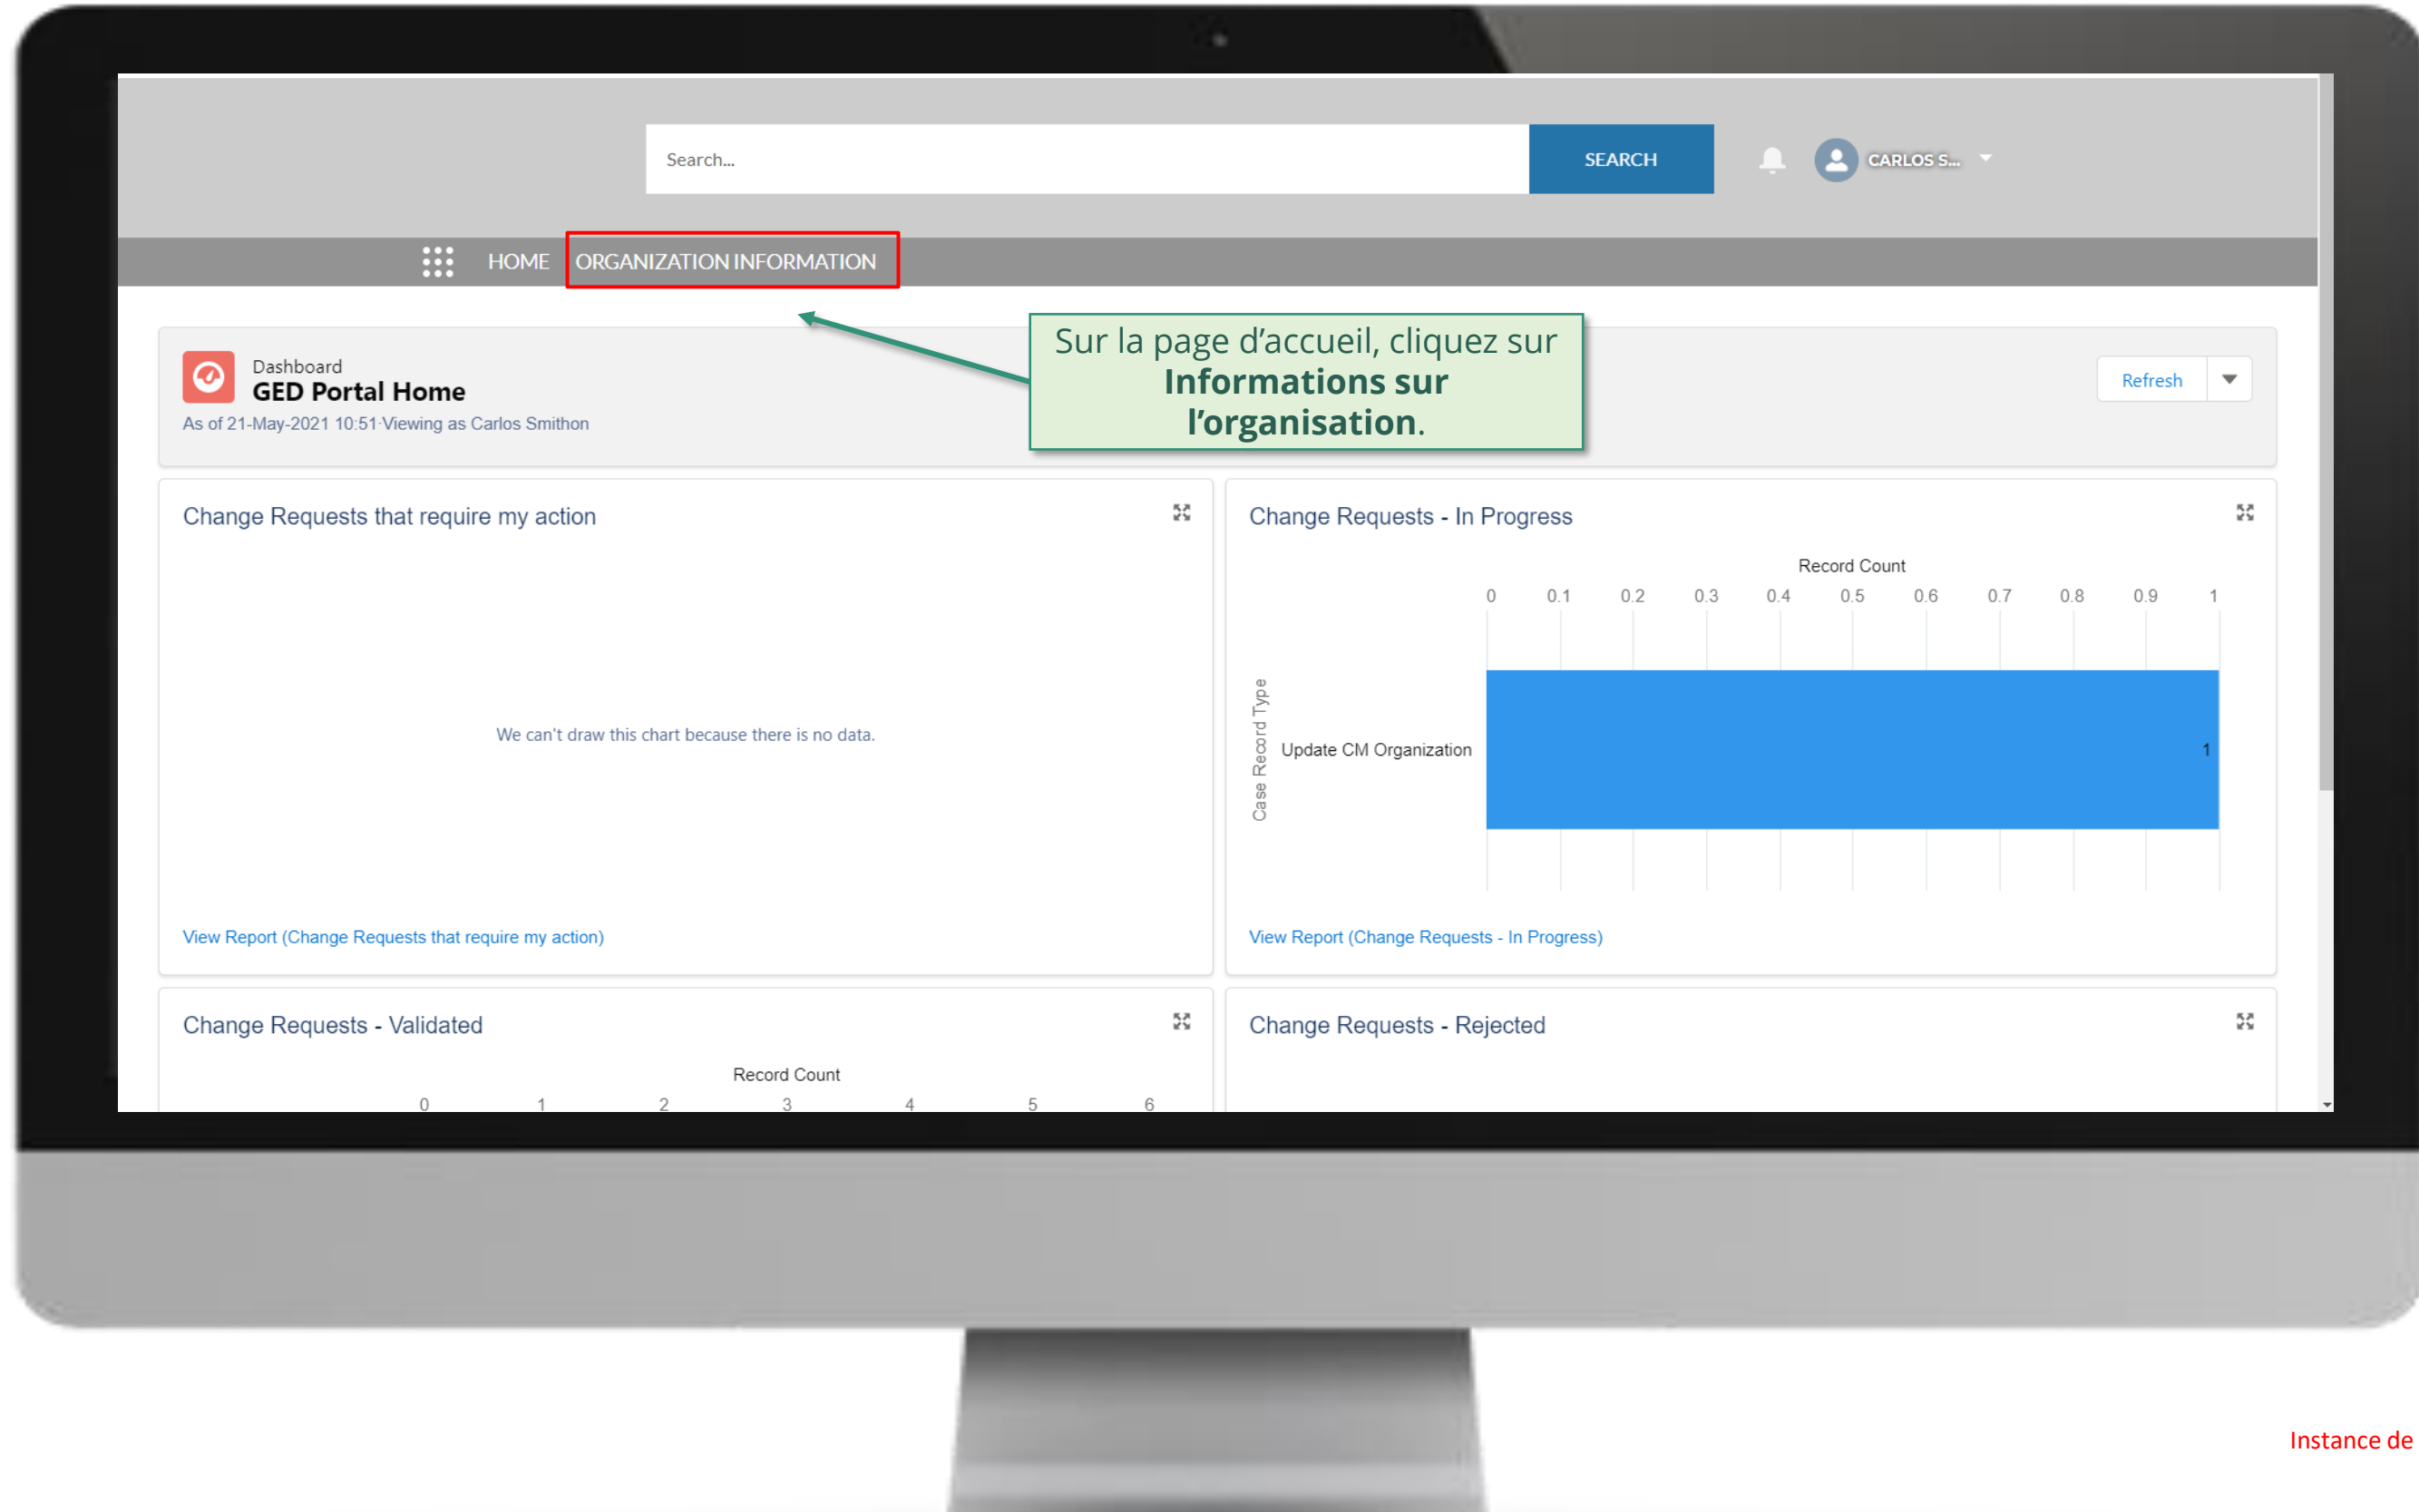 Search...
SEARCH
CARLOS S...
HOME
ORGANIZATION INFORMATION
Sur la page d’accueil, cliquez sur
Informations sur
l’organisation.
Dashboard
GED Portal Home
As of 21-May-2021 10:51·Viewing as Carlos Smithon
Refresh
Change Requests that require my action
We can't draw this chart because there is no data.
View Report (Change Requests that require my action)
Change Requests - In Progress
Record Count
0 0.1 0.2 0.3 0.4 0.5 0.6 0.7 0.8 0.9 1
Case Record Type
Update CM Organization
1
View Report (Change Requests - In Progress)
Change Requests - Validated
Record Count
0 1 2 3 4 5 6
Change Requests - Rejected
Instance de